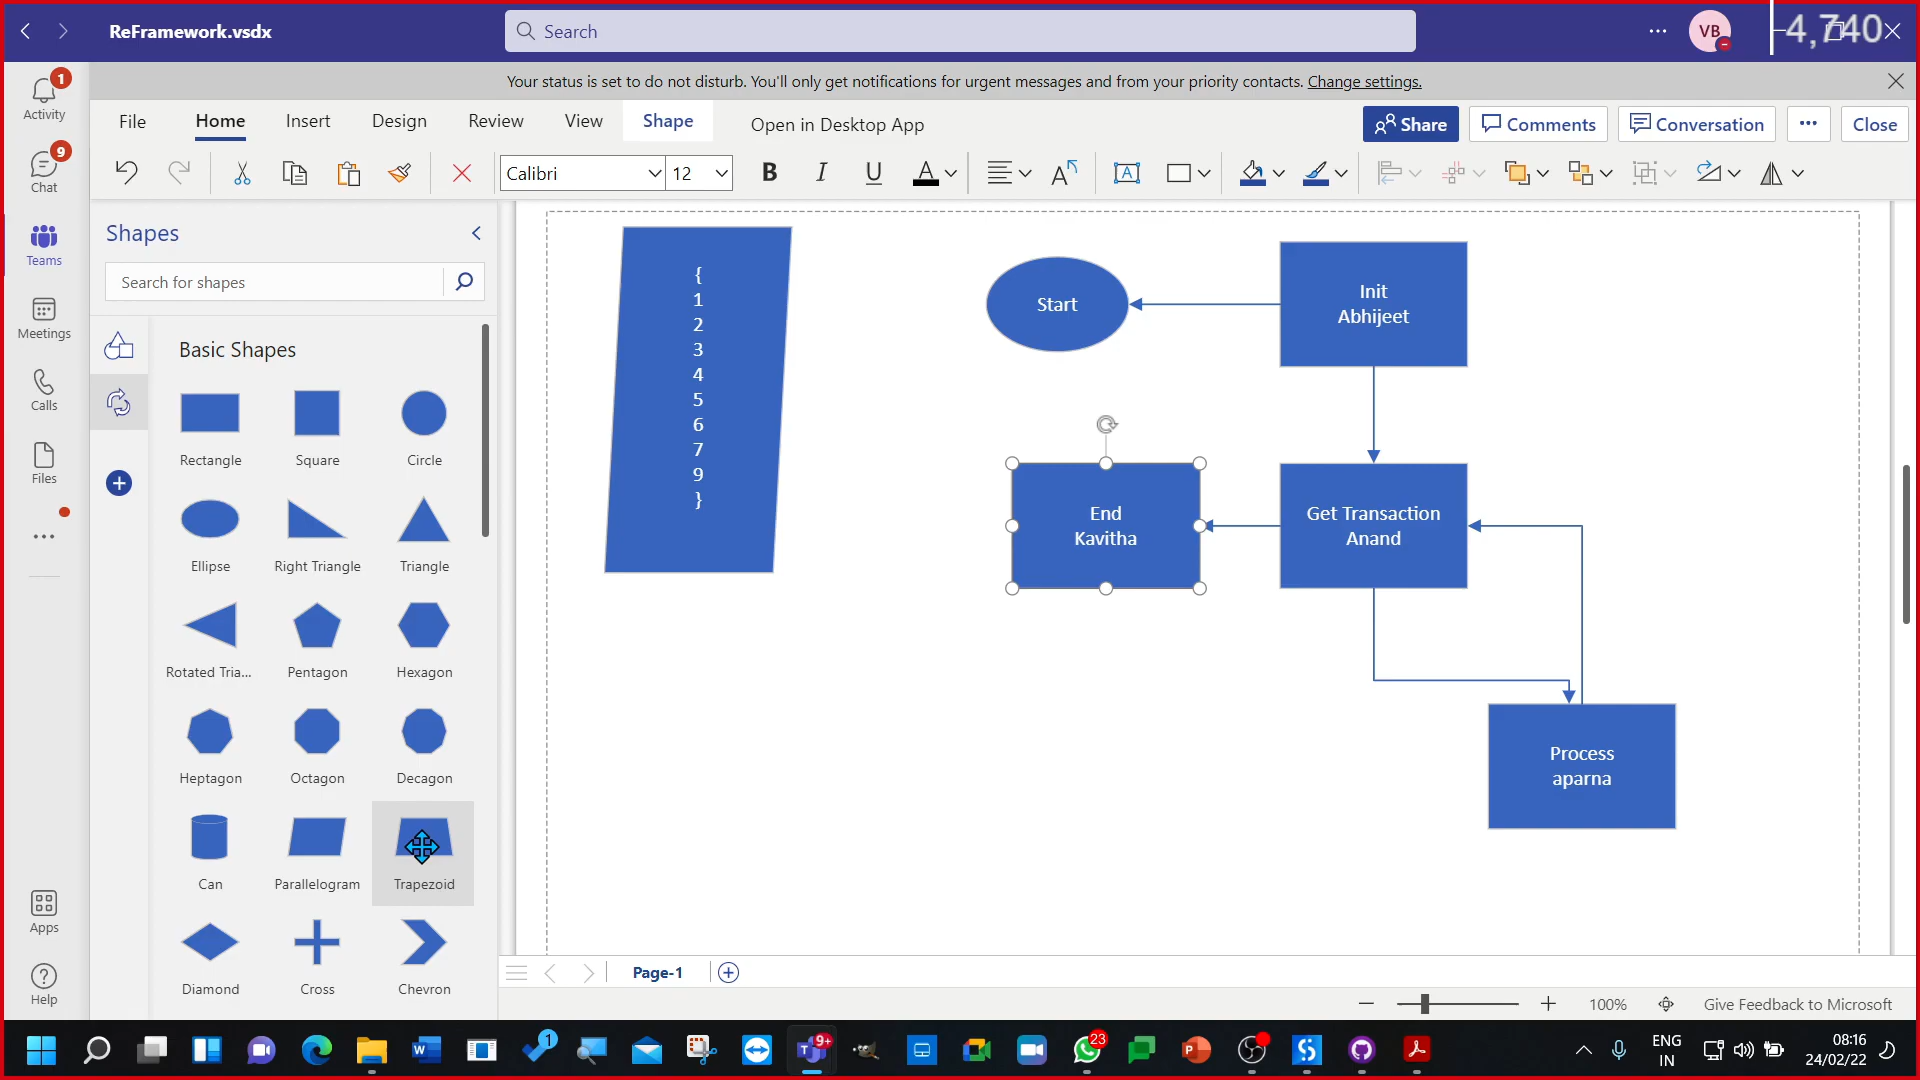 ReFramework.vsdx
Search
VB
4,740
Your status is set to do not disturb. You'll only get notifications for urgent messages and from your priority contacts. Change settings.
File
Home
Insert
Design
Review
View
Shape
Open in Desktop App
Share
Comments
Conversation
Close
Calibri
12
1
Activity
9
Chat
Teams
Meetings
Calls
Files
Apps
Help
Shapes
Search for shapes
Basic Shapes
Rectangle
Square
Circle
Ellipse
Right Triangle
Triangle
Rotated Tria...
Pentagon
Hexagon
Heptagon
Octagon
Decagon
Can
Parallelogram
Trapezoid
Diamond
Cross
Chevron
{
1
2
3
4
5
6
7
9
}
Start
Init
Abhijeet
End
Kavitha
Get Transaction
Anand
Process
aparna
Page-1
100%
Give Feedback to Microsoft
1
9+
23
ENG
IN
08:16
24/02/22